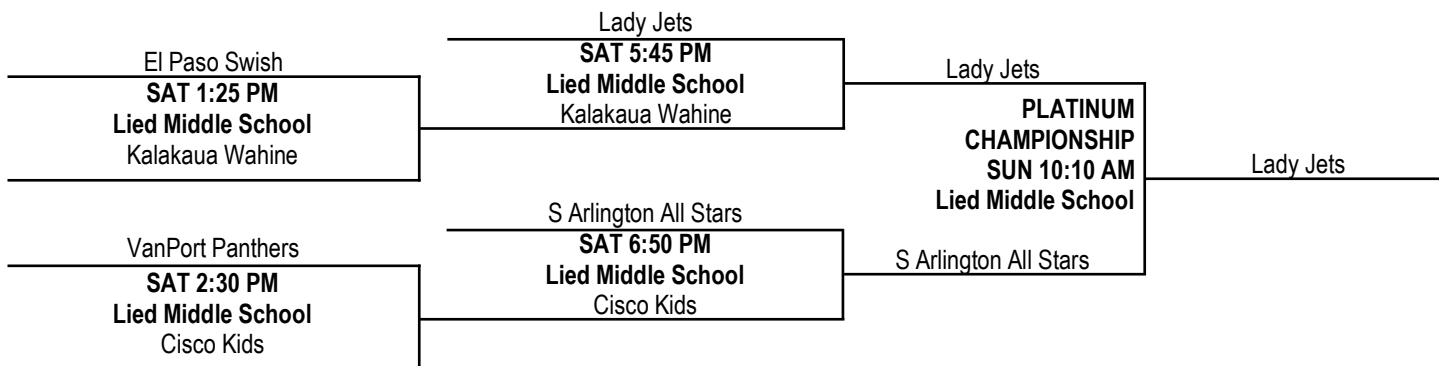 El Paso Swish
SAT 1:25 PM
Lied Middle School
Kalakaua Wahine
VanPort Panthers
SAT 2:30 PM
Lied Middle School
Cisco Kids
Lady Jets
SAT 5:45 PM
Lied Middle School
Kalakaua Wahine
S Arlington All Stars
SAT 6:50 PM
Lied Middle School
Cisco Kids
Lady Jets
PLATINUM
CHAMPIONSHIP
SUN 10:10 AM
Lied Middle School
S Arlington All Stars
Lady Jets